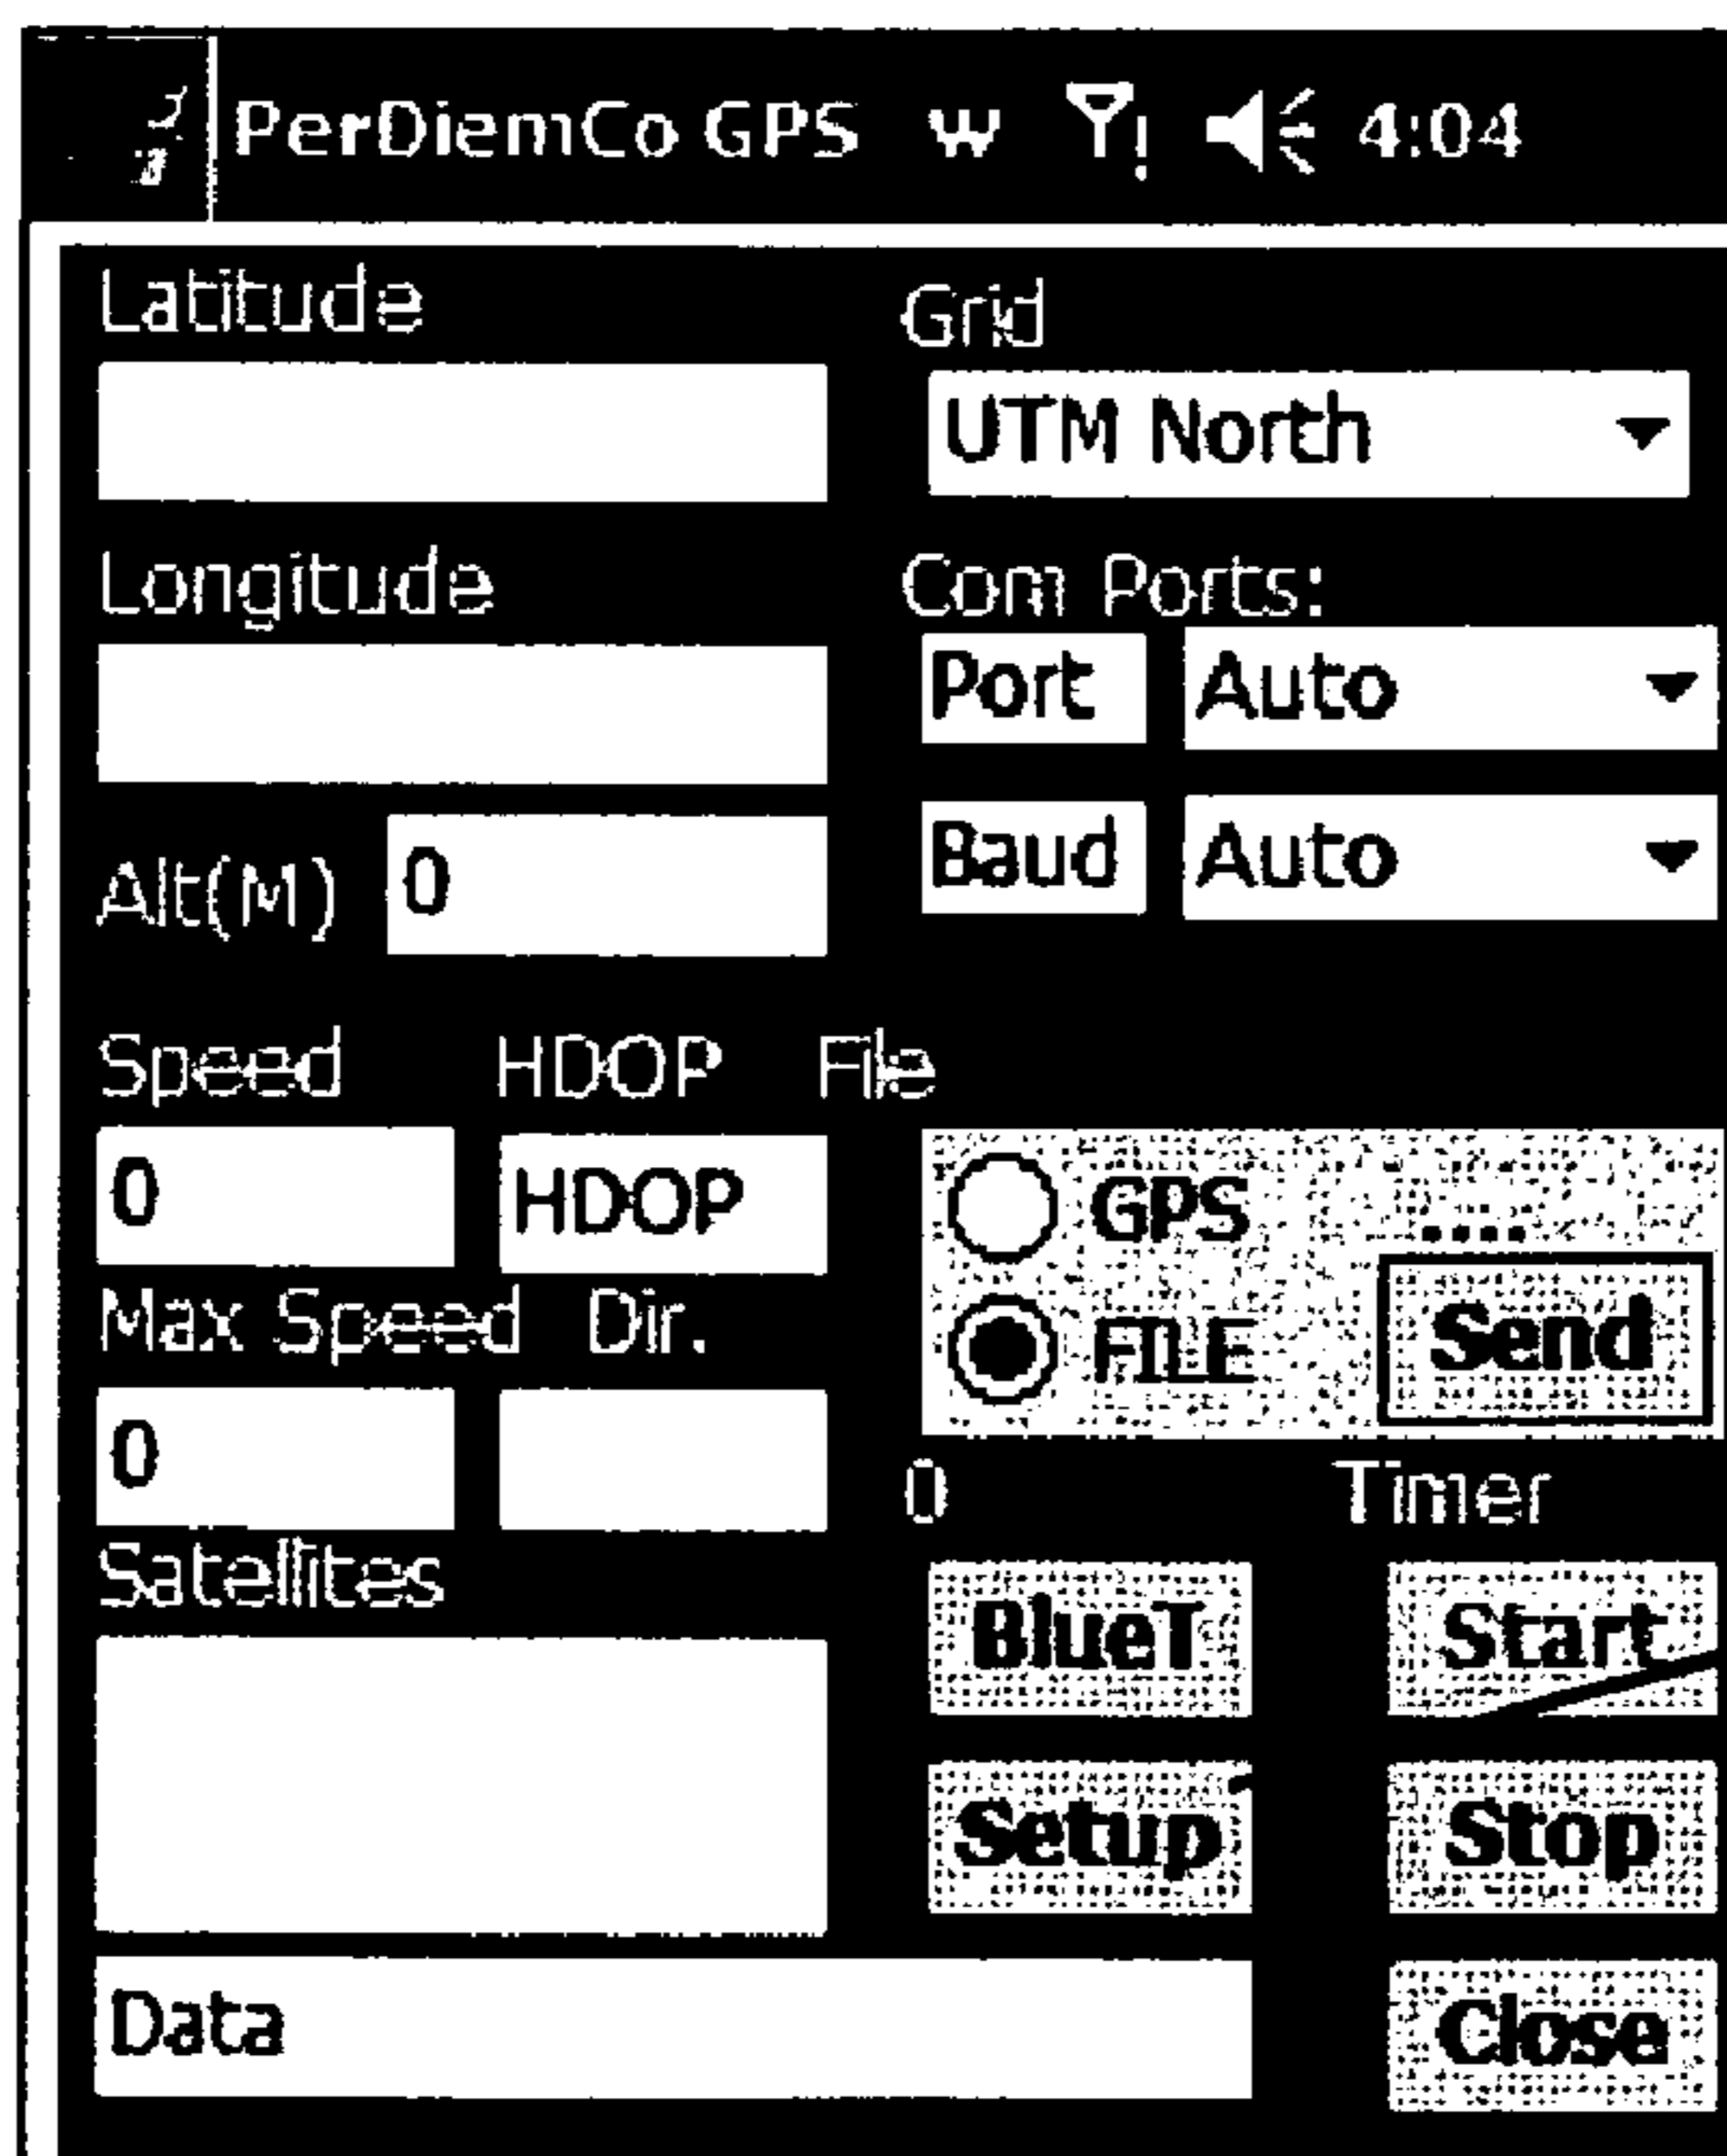 PerDiemCo GPS 4:04
Latitude Grid
UTM North
Longitude Com Ports:
Port Auto
Alt(M) 0 Baud Auto
Speed HDOP File
0 HDOP GPS ....
Max Speed Dir. FILE Send
0 0 Timer
Satellites BlueT Start
Setup Stop
Data Close